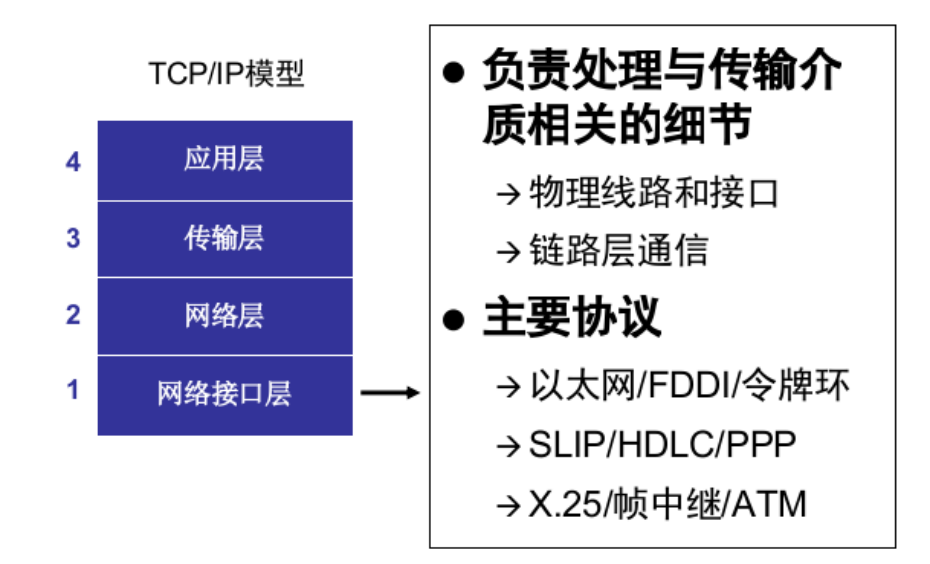 TCP/IP模型
4 应用层
3 传输层
2 网络层
1 网络接口层
● 负责处理与传输介
质相关的细节
→物理线路和接口
→链路层通信
● 主要协议
→以太网/FDDI/令牌环
→SLIP/HDLC/PPP
→X.25/帧中继/ATM